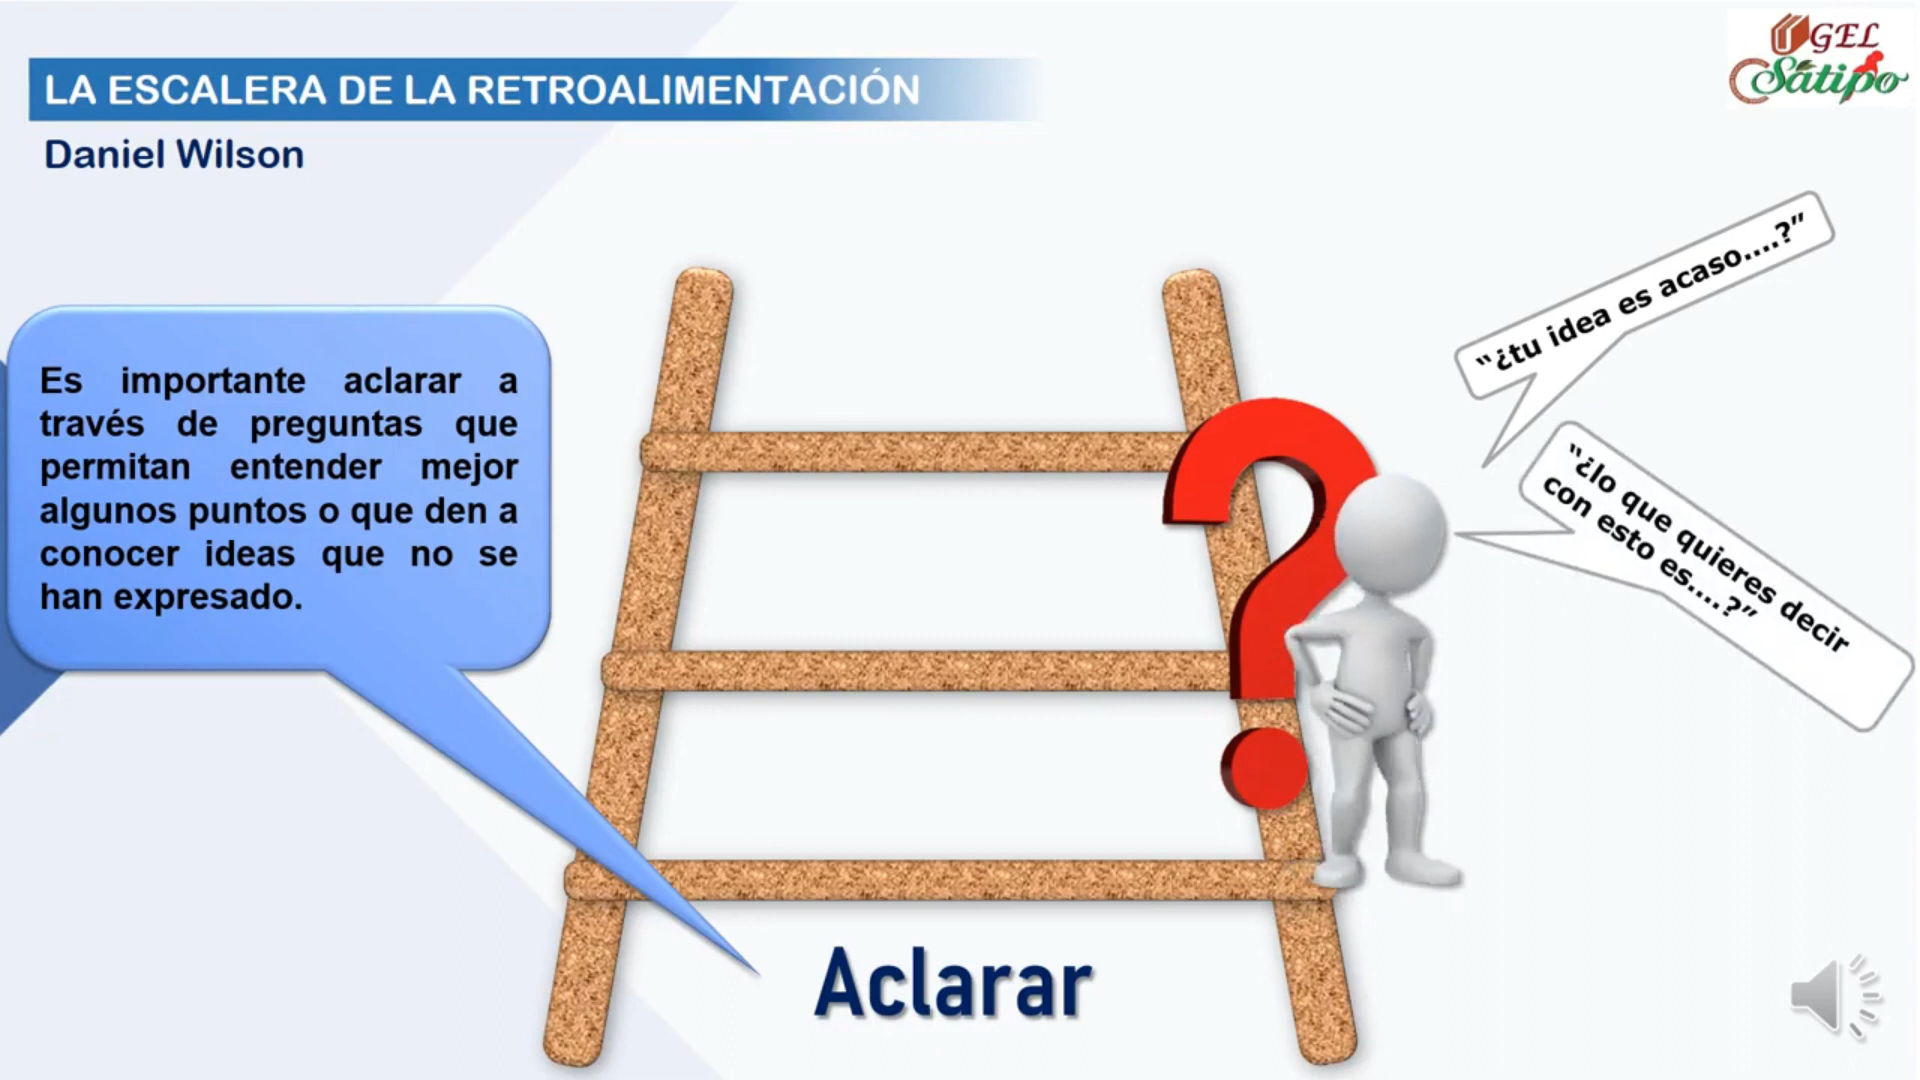 LA ESCALERA DE LA RETROALIMENTACIÓN
Daniel Wilson
UGEL
Satipo
"¿tu idea es acaso....?"
"¿lo que quieres decir
con esto es....?"
Es importante aclarar a
través de preguntas que
permitan entender mejor
algunos puntos o que den a
conocer ideas que no se
han expresado.
Aclarar